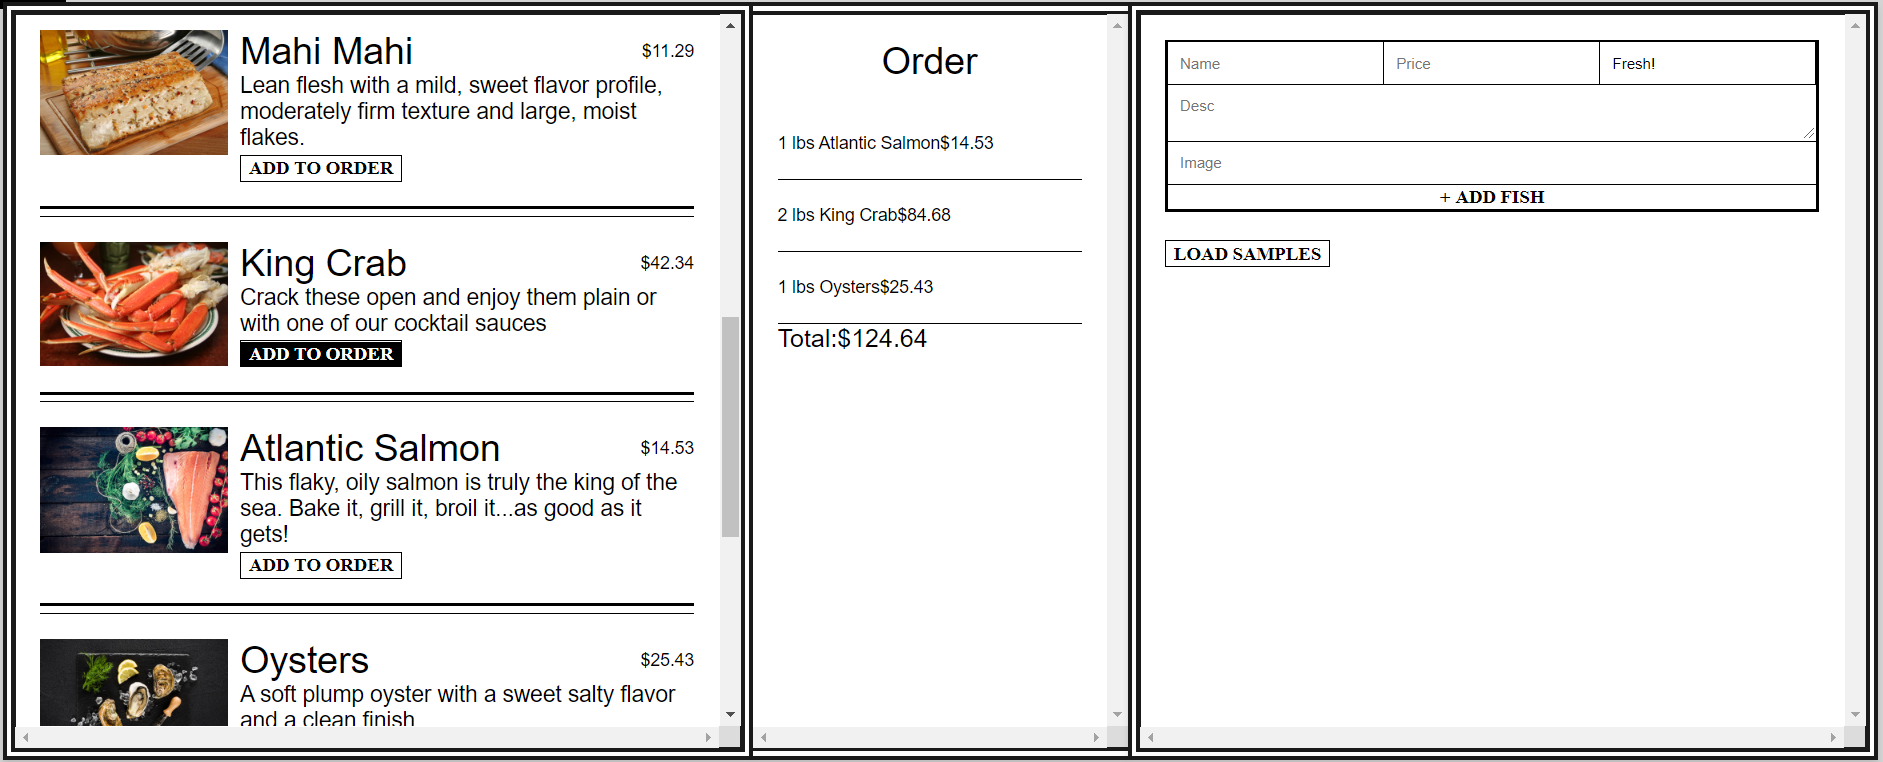 Mahi Mahi
$11.29
Lean flesh with a mild, sweet flavor profile,
moderately firm texture and large, moist
flakes.
ADD TO ORDER
King Crab
$42.34
Crack these open and enjoy them plain or
with one of our cocktail sauces
ADD TO ORDER
Atlantic Salmon
$14.53
This flaky, oily salmon is truly the king of the
sea. Bake it, grill it, broil it...as good as it
gets!
ADD TO ORDER
Oysters
$25.43
A soft plump oyster with a sweet salty flavor
and a clean finish
Order
1 lbs Atlantic Salmon$14.53
2 lbs King Crab$84.68
1 lbs Oysters$25.43
Total:$124.64
Name
Price
Fresh!
Desc
Image
+ ADD FISH
LOAD SAMPLES